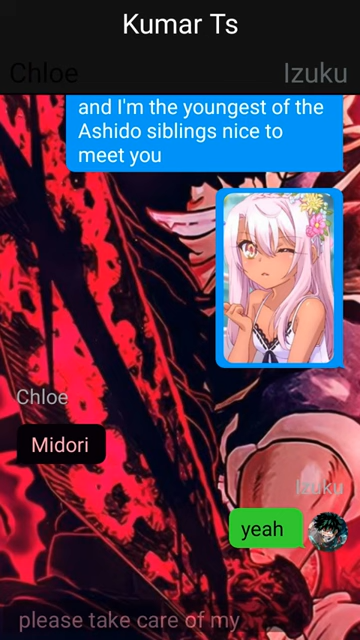 Kumar Ts
Chloe
Izuku
and I'm the youngest of the
Ashido siblings nice to
meet you
Chloe
Midori
Izuku
yeah
please take care of my